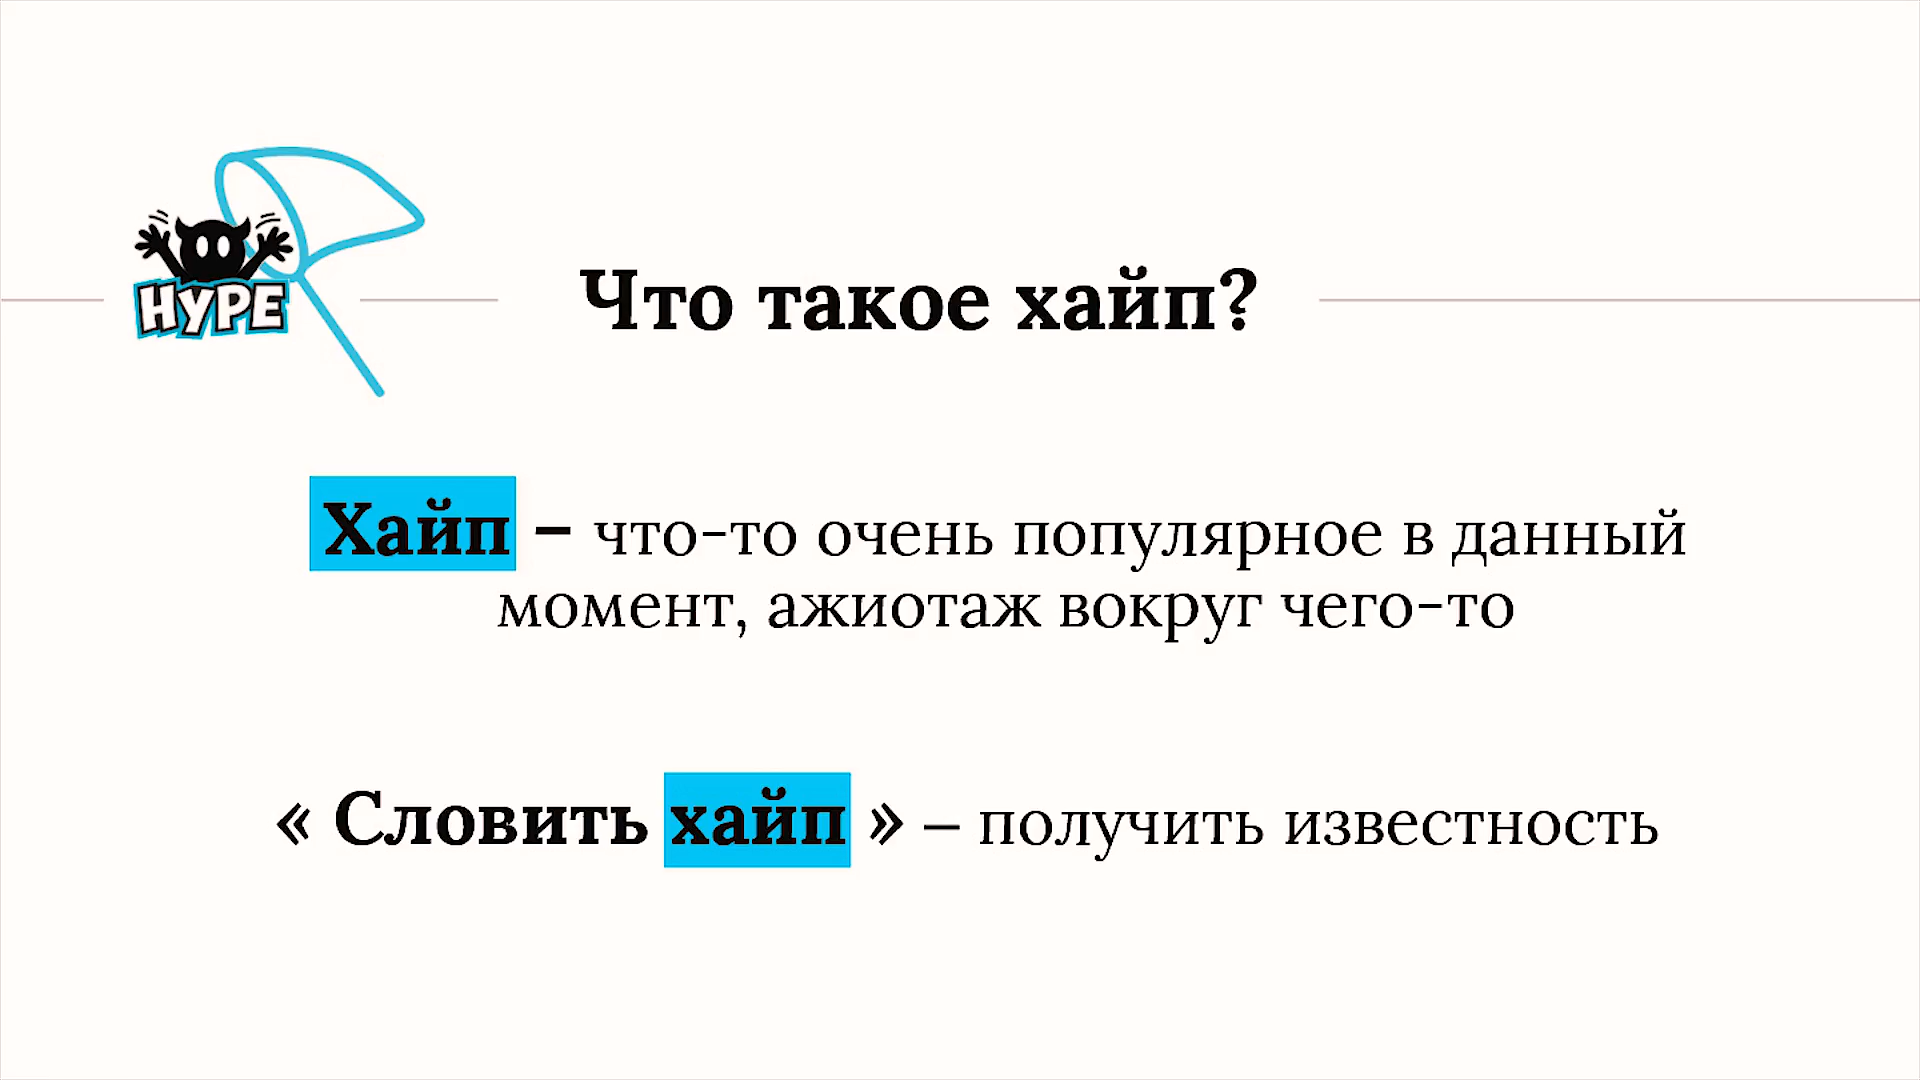 HYPE
Что такое хайп?
Хайп – что-то очень популярное в данный
момент, ажиотаж вокруг чего-то
« Словить хайп » – получить известность